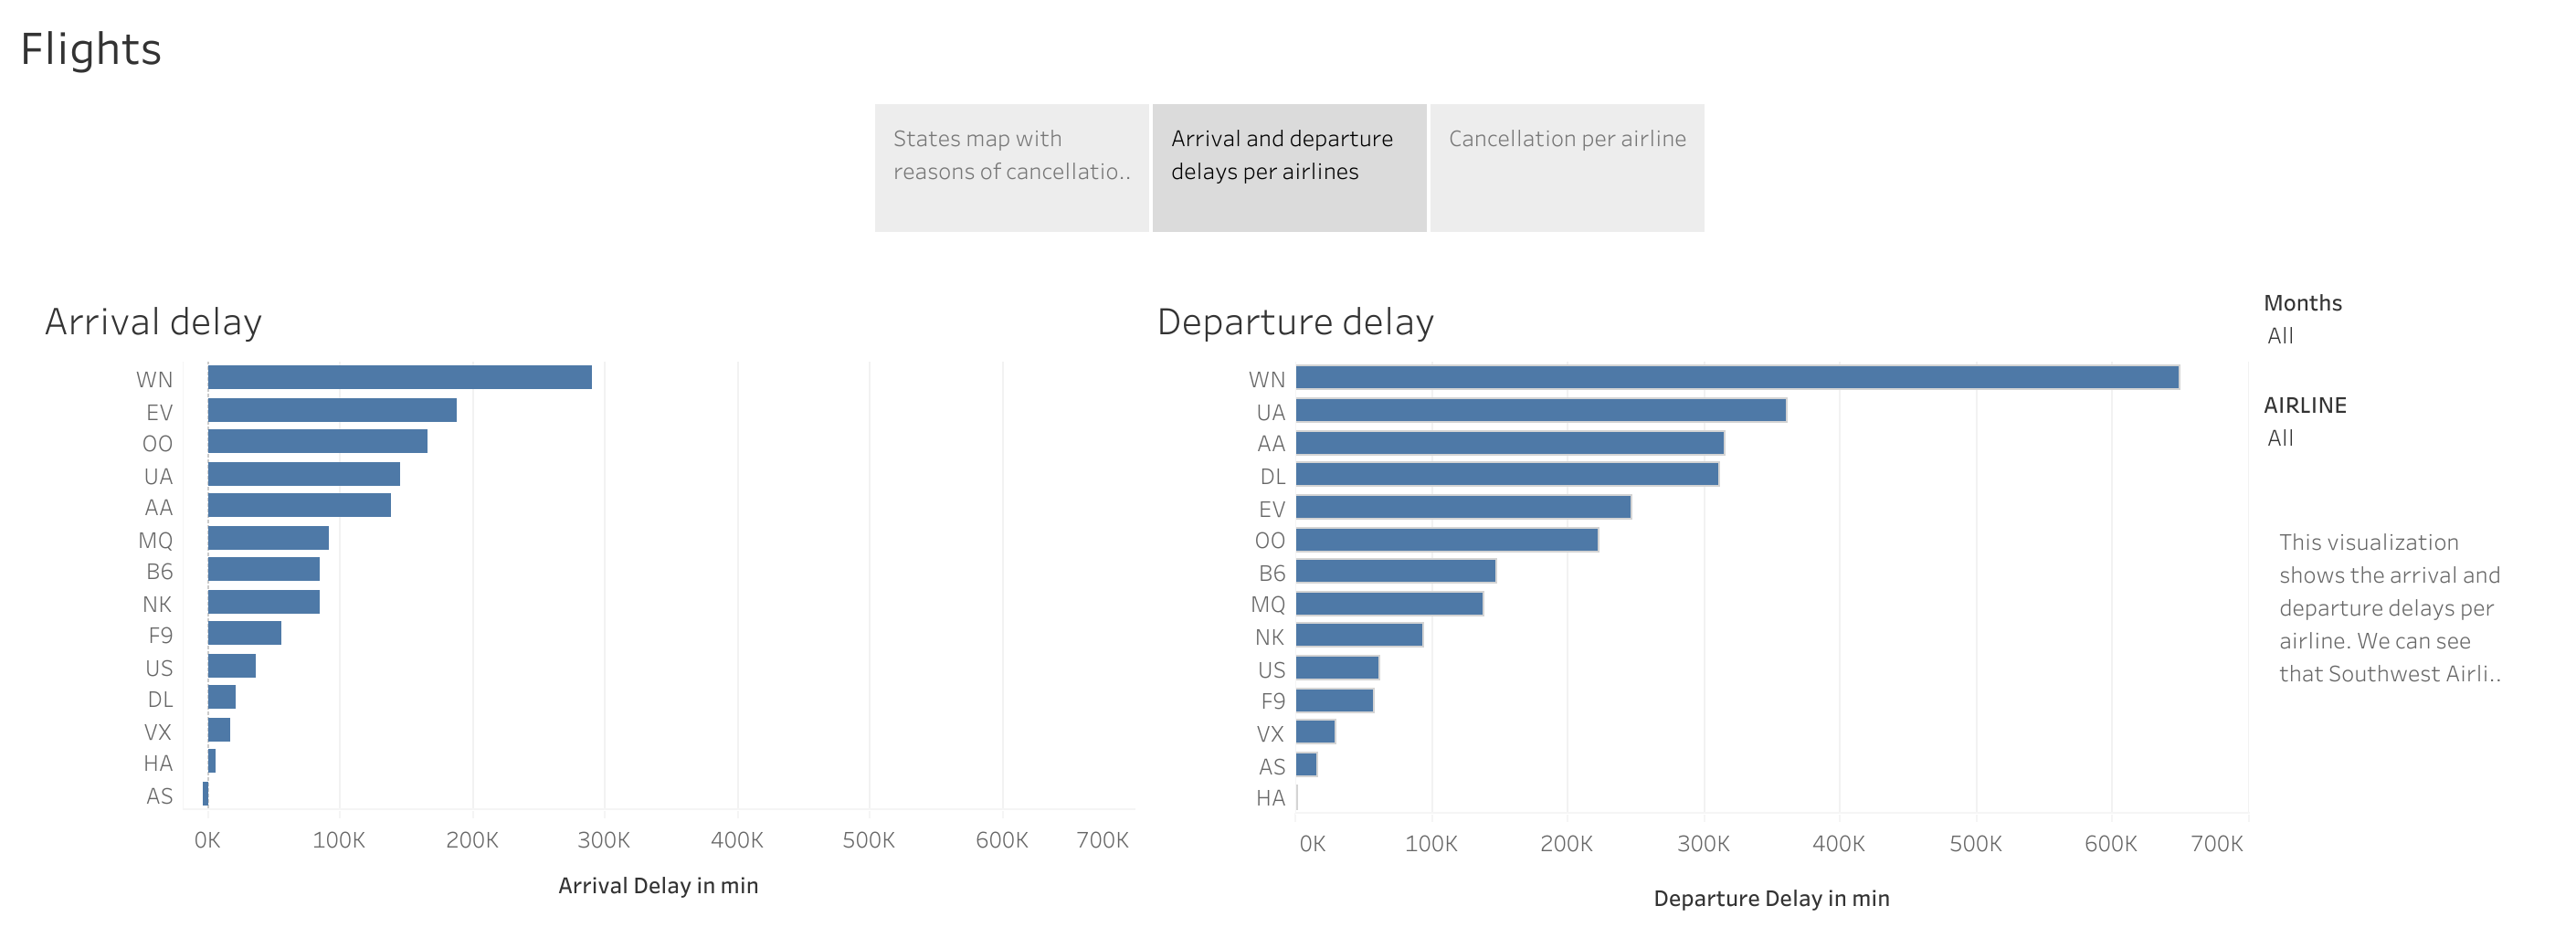 Flights
States map with
reasons of cancellatio..
Arrival and departure
delays per airlines
Cancellation per airline
Arrival delay
WN
EV
OO
UA
AA
MQ
B6
NK
F9
US
DL
VX
HA
AS
0K 100K 200K 300K 400K 500K 600K 700K
Arrival Delay in min
Departure delay
WN
UA
AA
DL
EV
OO
B6
MQ
NK
US
F9
VX
AS
HA
0K 100K 200K 300K 400K 500K 600K 700K
Departure Delay in min
Months
All
AIRLINE
All
This visualization
shows the arrival and
departure delays per
airline. We can see
that Southwest Airli..